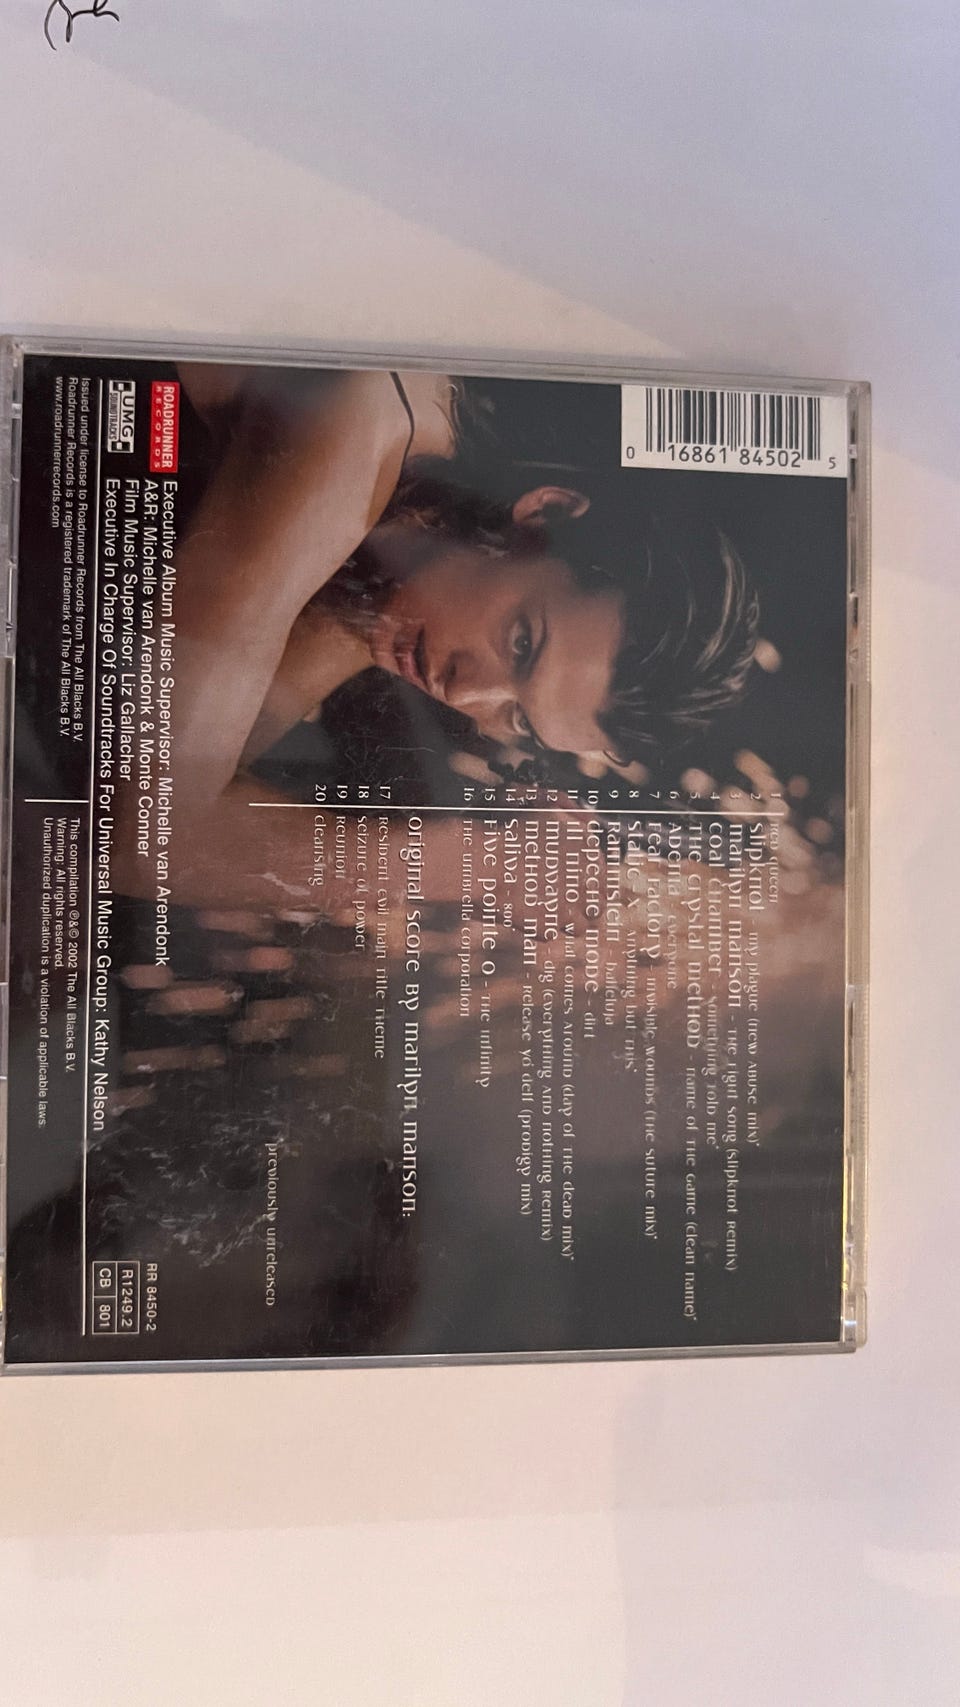 0 16861 84502 5
1 Red Queen
2 Slipknot - my plague (new abuse mix)*
3 marilyn manson - the fight song (slipknot remix)
4 coal chamber - something told me*
5 the crystal method - name of the game (clean name)*
6 Adema - everyone
7 Fear Factory - invisible wounds (the suture mix)*
8 Static X - anything but this*
9 Rammstein - halleluja
10 depeche mode - dirt
11 ill niño - what comes around (day of the dead mix)*
12 mudvayne - dig (everything and nothing remix)
13 method man - release yo' delf (prodigy mix)
14 Saliva - 800*
15 Five pointe O - the infinity
16 the umbrella corporation
original score by marilyn manson:
17 Resident evil main title theme
18 seizure of power
19 Reunion
20 cleansing
previously unreleased
ROADRUNNER
RECORDS
UMG
SOUNDTRACKS
Executive Album Music Supervisor: Michelle van Arendonk
A&R: Michelle van Arendonk & Monte Conner
Film Music Supervisor: Liz Gallacher
Executive In Charge Of Soundtracks For Universal Music Group: Kathy Nelson
RR 8450-2
R1249.2
CB 801
Issued under license to Roadrunner Records from The All Blacks B.V.
Roadrunner Records is a registered trademark of The All Blacks B.V.
www.roadrunnerrecords.com
This compilation ℗&© 2002 The All Blacks B.V.
Warning: All rights reserved.
Unauthorized duplication is a violation of applicable laws.